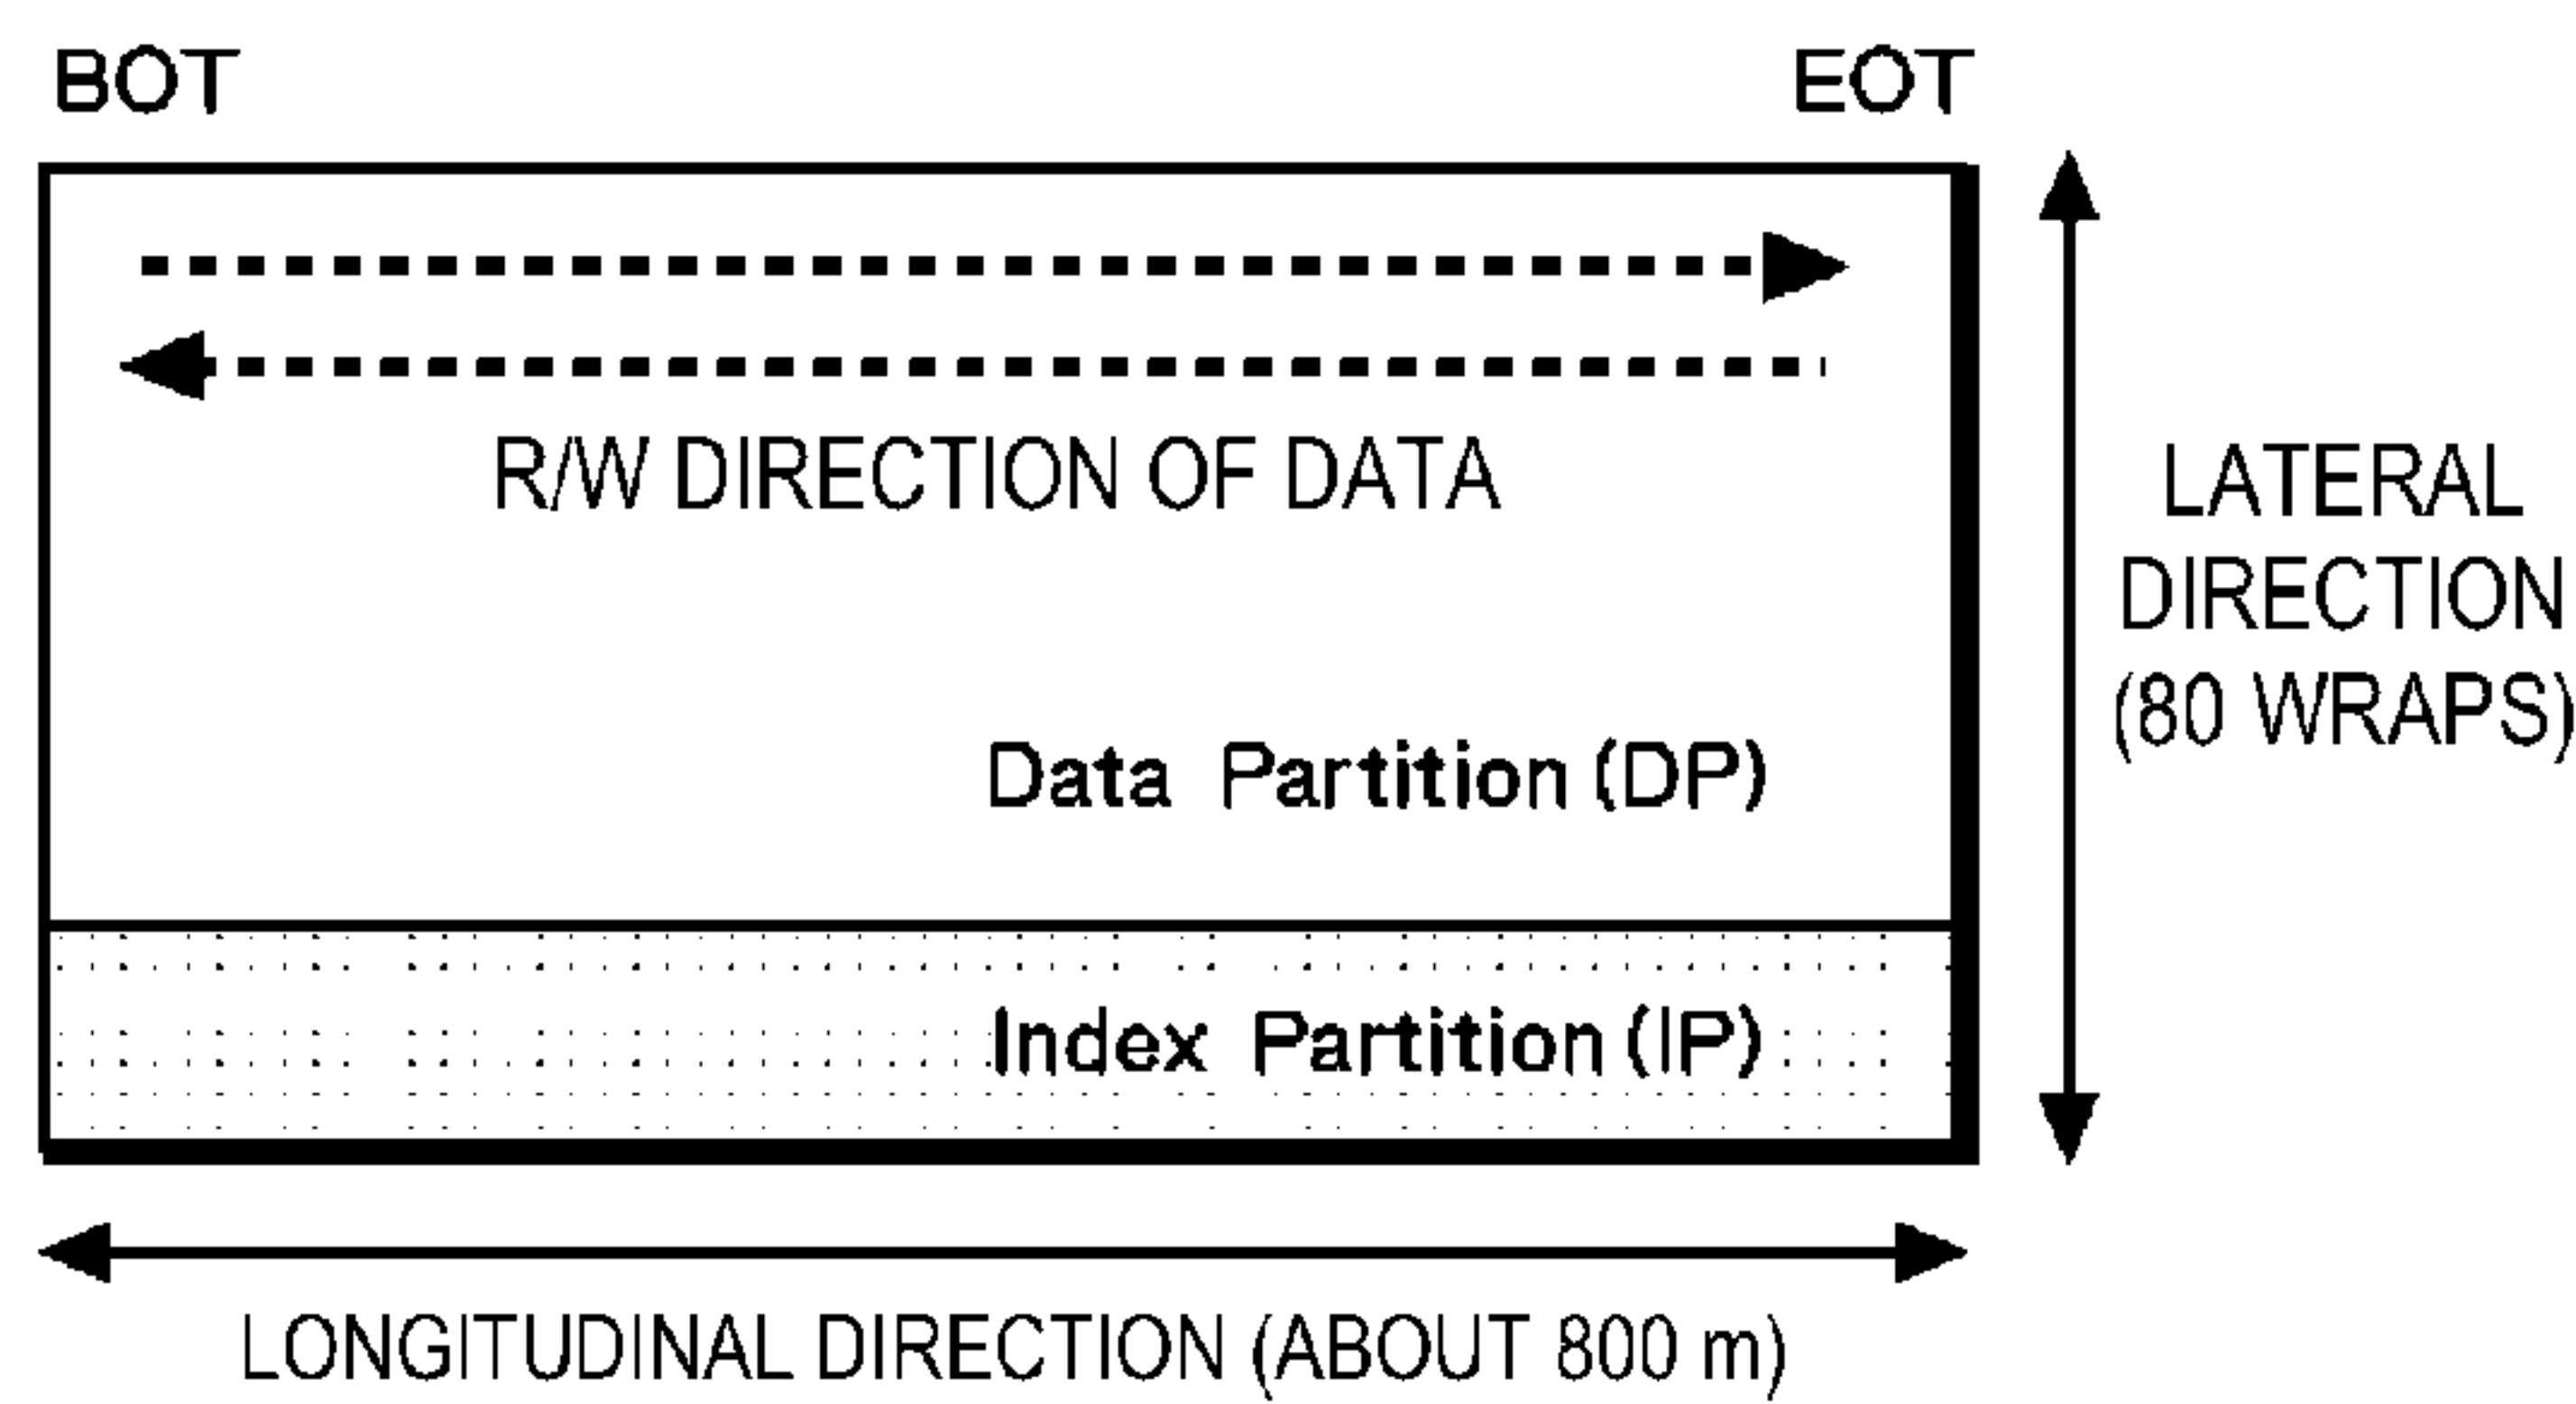 BOT
EOT
R/W DIRECTION OF DATA
LATERAL
DIRECTION
(80 WRAPS)
Data Partition (DP)
Index Partition (IP)
LONGITUDINAL DIRECTION (ABOUT 800 m)